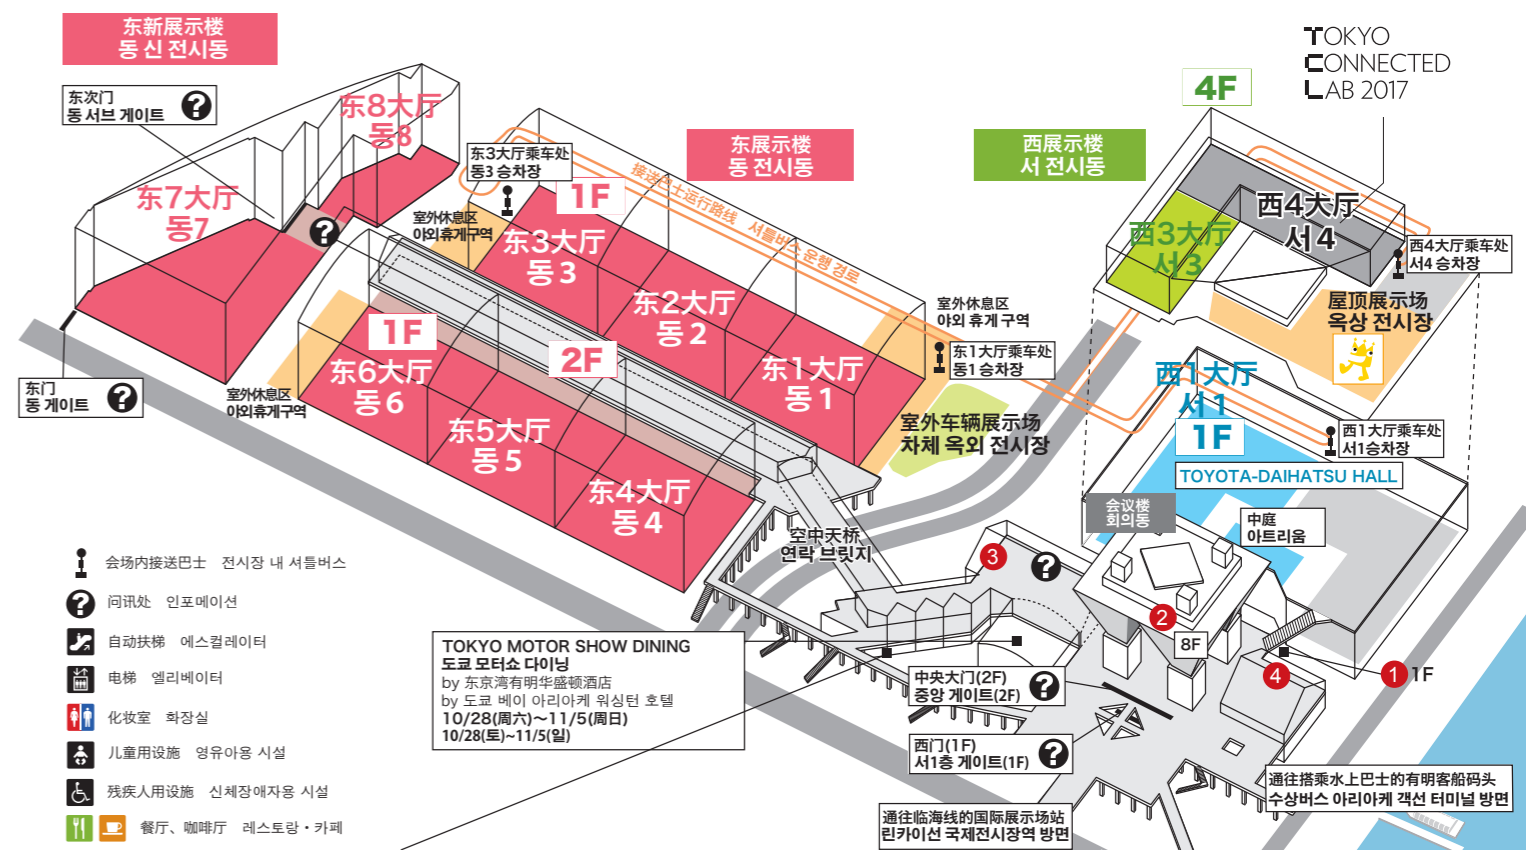 东新展示楼
동 신 전시동
东次门
동 서브 게이트
?
东8大厅
동8
东7大厅
동7
东3大厅乘车处
동3 승차장
东展示楼
동 전시동
西展示楼
서 전시동
4F
TOKYO
CONNECTED
LAB 2017
接送巴士运行路线 셔틀버스 운행 경로
1F
室外休息区
야외 휴게 구역
?
东3大厅
동3
东2大厅
동2
东1大厅
동1
西4大厅
서4
西3大厅
서3
西4大厅乘车处
서4 승차장
屋顶展示场
옥상 전시장
室外休息区
야외 휴게 구역
东1大厅乘车处
동1 승차장
1F
2F
东6大厅
동6
东5大厅
동5
东4大厅
동4
东门
동 게이트
?
室外休息区
야외 휴게 구역
室外车辆展示场
차체 옥외 전시장
西1大厅
서1
1F
西1大厅乘车处
서1승차장
TOYOTA-DAIHATSU HALL
会议楼
회의동
中庭
아트리움
空中天桥
연락 브릿지
3
?
2
8F
4
1
1F
会场内接送巴士 전시장 내 셔틀버스
? 问讯处 인포메이션
自动扶梯 에스컬레이터
电梯 엘리베이터
化妆室 화장실
儿童用设施 영유아용 시설
残疾人用设施 신체장애자용 시설
餐厅、咖啡厅 레스토랑・카페
TOKYO MOTOR SHOW DINING
도쿄 모터쇼 다이닝
by 东京湾有明华盛顿酒店
by 도쿄 베이 아리아케 워싱턴 호텔
10/28(周六)～11/5(周日)
10/28(토)~11/5(일)
中央大门(2F)
중앙 게이트(2F)
?
西门(1F)
서1층 게이트(1F)
?
通往临海线的国际展示场站
린카이선 국제전시장역 방면
通往搭乘水上巴士的有明客船码头
수상버스 아리아케 객선 터미널 방면